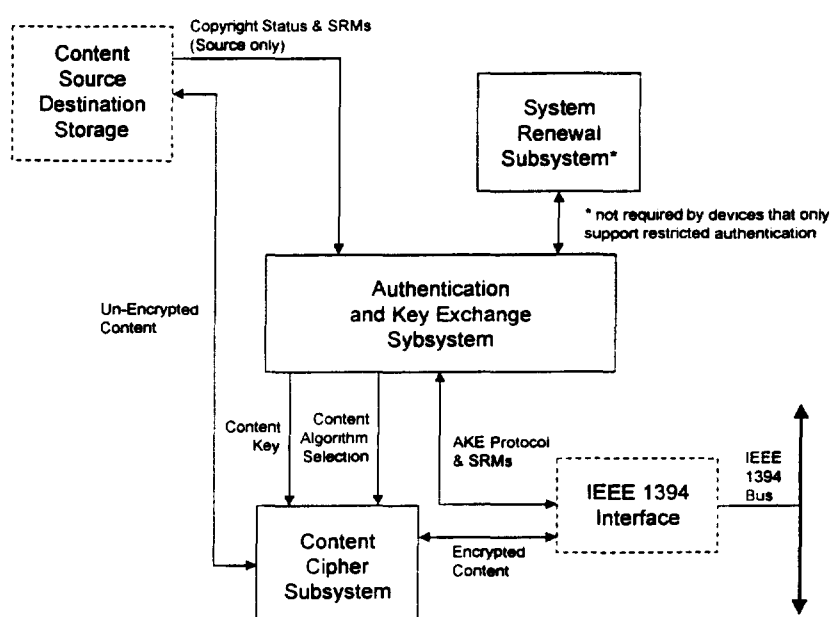 Copyright Status & SRMs
(Source only)
Content
Source
Destination
Storage
System
Renewal
Subsystem*
* not required by devices that only
support restricted authentication
Authentication
and Key Exchange
Sybsystem
Un-Encrypted
Content
Content
Key
Content
Algorithm
Selection
AKE Protocol
& SRMs
IEEE
1394
Bus
IEEE 1394
Interface
Content
Cipher
Subsystem
Encrypted
Content